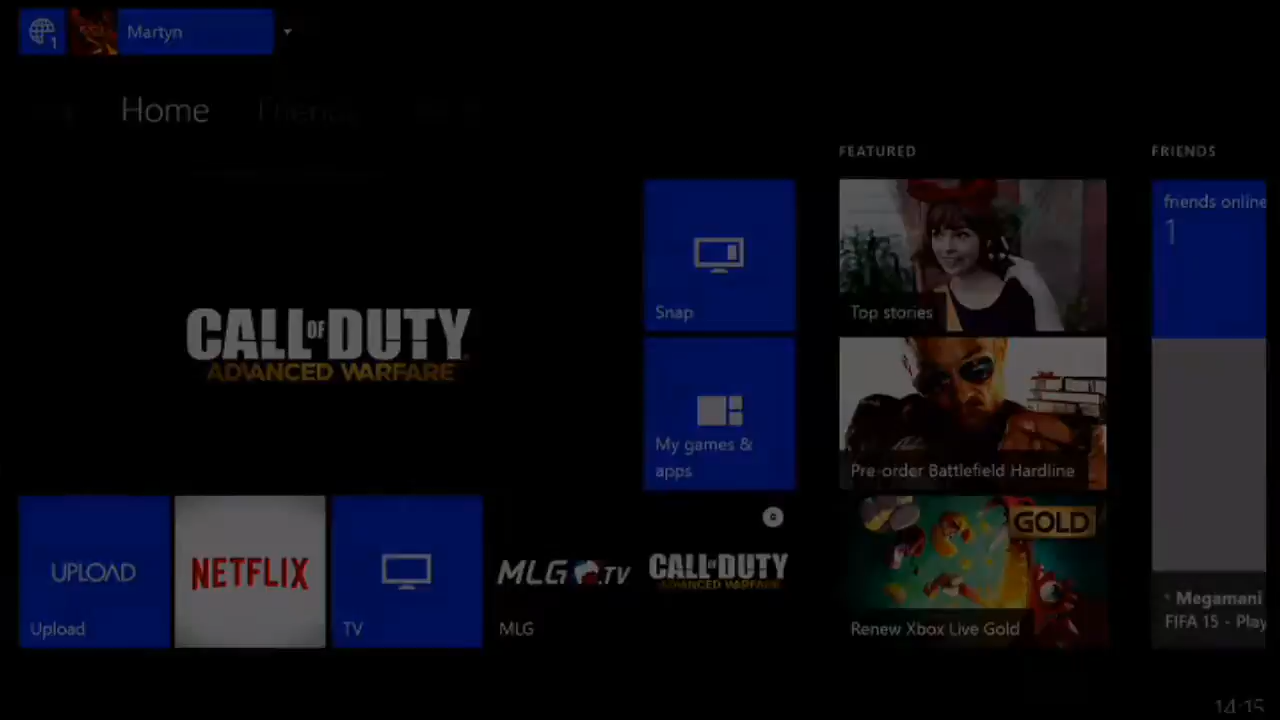 1
Martyn
Home
Friends
FEATURED
FRIENDS
friends online
1
Snap
Top stories
CALL OF DUTY
ADVANCED WARFARE
My games &
apps
Pre-order Battlefield Hardline
GOLD
UPLOAD
NETFLIX
MLG.TV
CALL OF DUTY
ADVANCED WARFARE
Upload
TV
MLG
Renew Xbox Live Gold
Megamani
FIFA 15 - Play
14:15